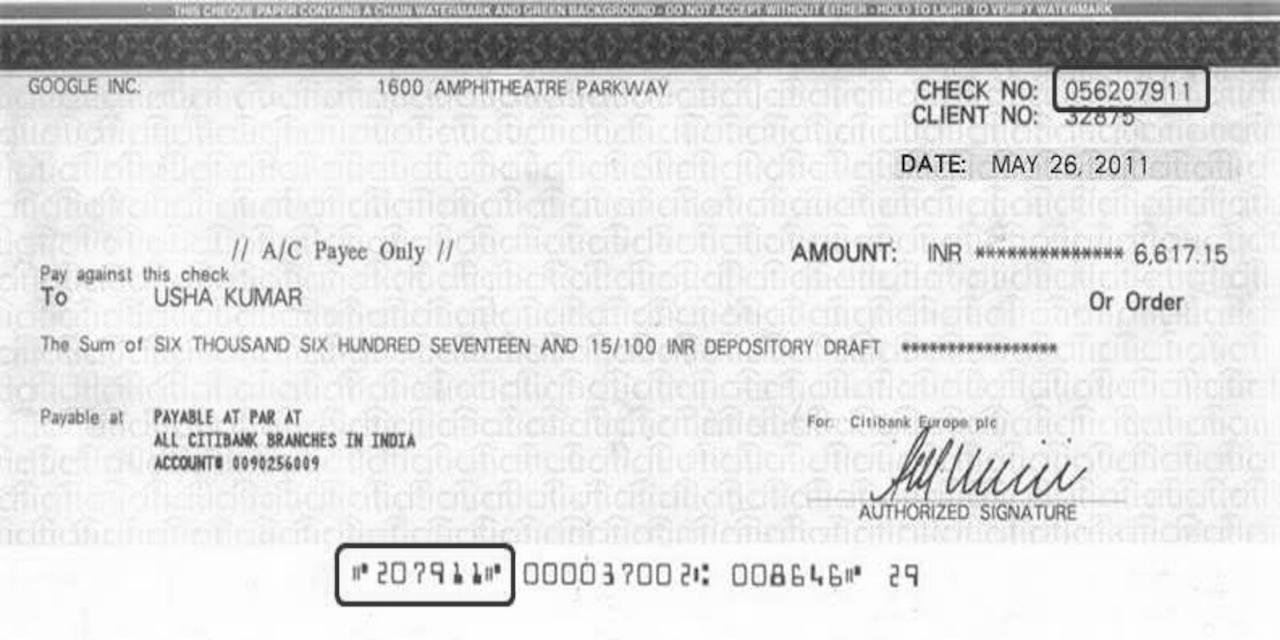 THIS CHEQUE PAPER CONTAINS A CHAIN WATERMARK AND GREEN BACKGROUND - DO NOT ACCEPT WITHOUT EITHER - HOLD TO LIGHT TO VERIFY WATERMARK
GOOGLE INC. 1600 AMPHITHEATRE PARKWAY CHECK NO: 056207911
CLIENT NO: 32875
DATE: MAY 26, 2011
// A/C Payee Only // AMOUNT: INR ************** 6,617.15
Pay against this check
To USHA KUMAR Or Order
The Sum of SIX THOUSAND SIX HUNDRED SEVENTEEN AND 15/100 INR DEPOSITORY DRAFT *****************
Payable at PAYABLE AT PAR AT For: Citibank Europe plc
ALL CITIBANK BRANCHES IN INDIA
ACCOUNT# 0090256009
AUTHORIZED SIGNATURE
⑈207911⑈000037002⑆ 008646⑈ 29